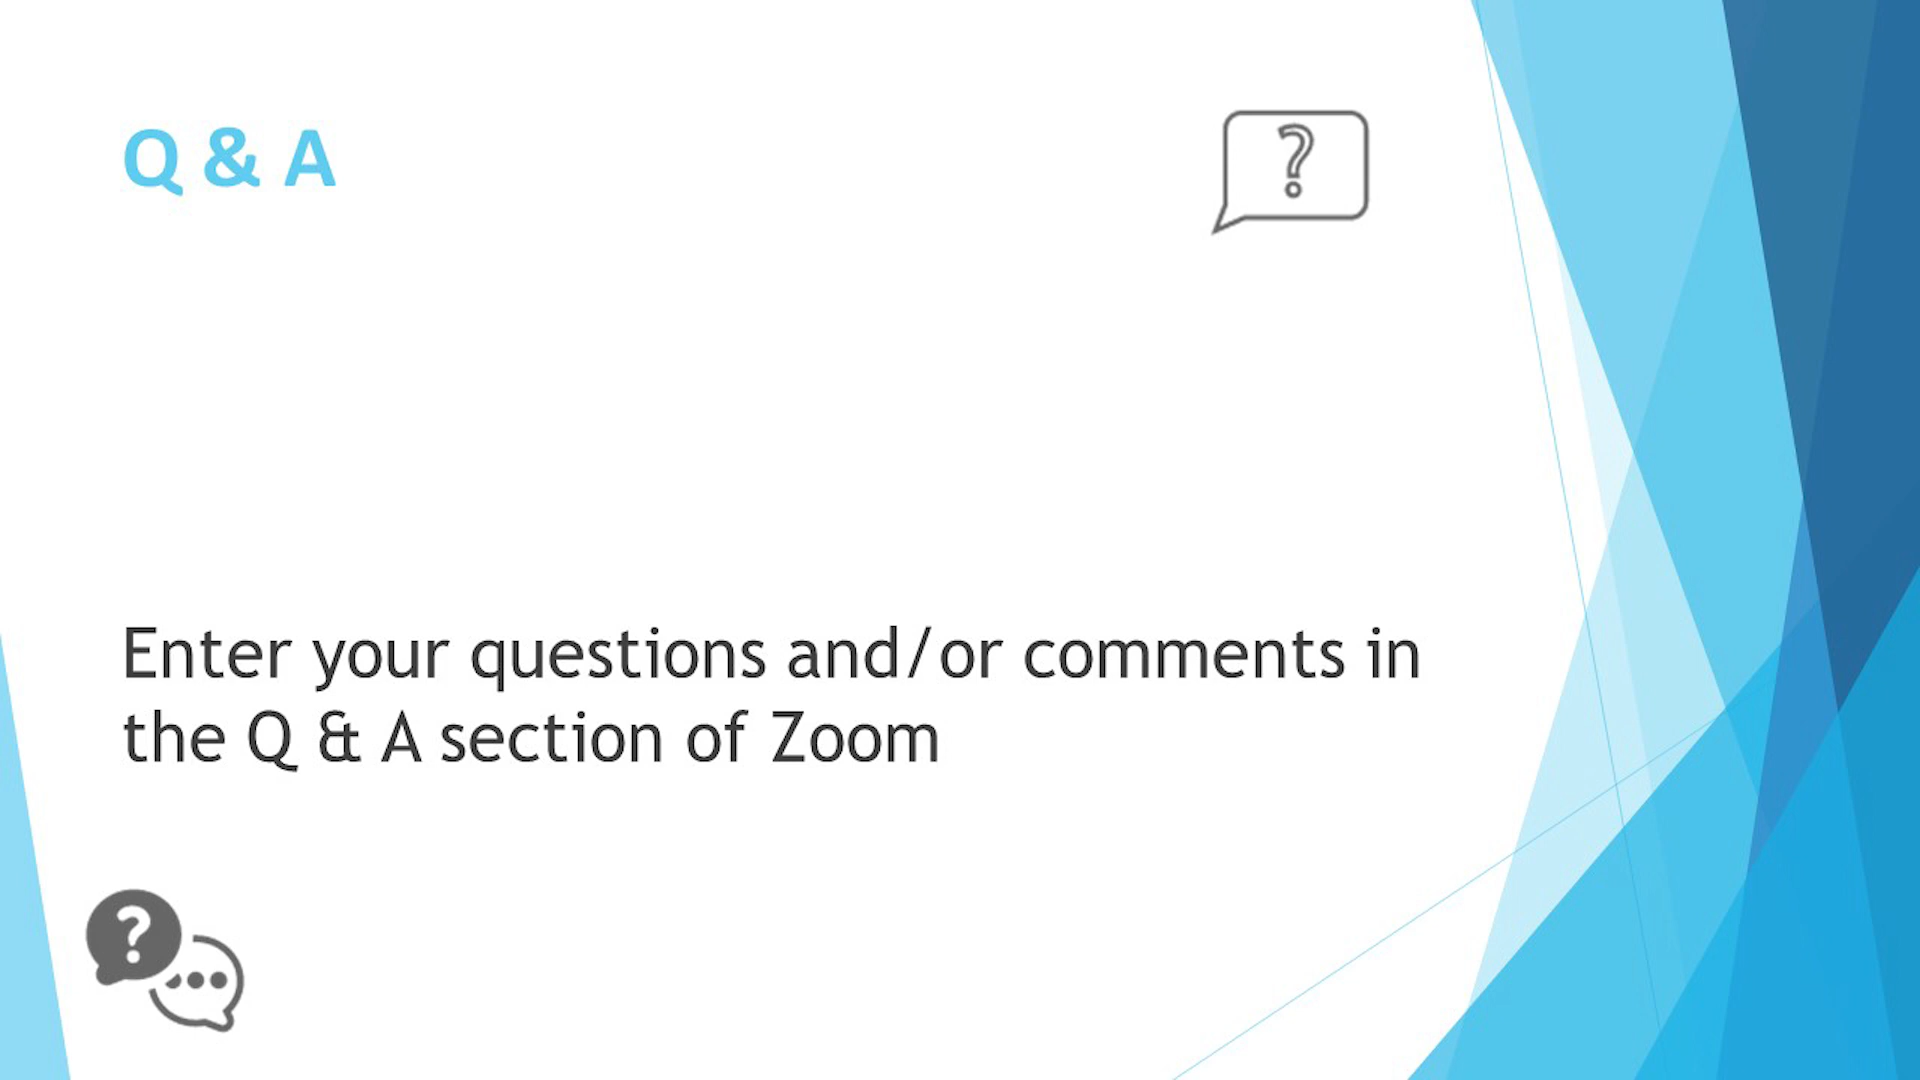 Q & A
?
Enter your questions and/or comments in
the Q & A section of Zoom
?